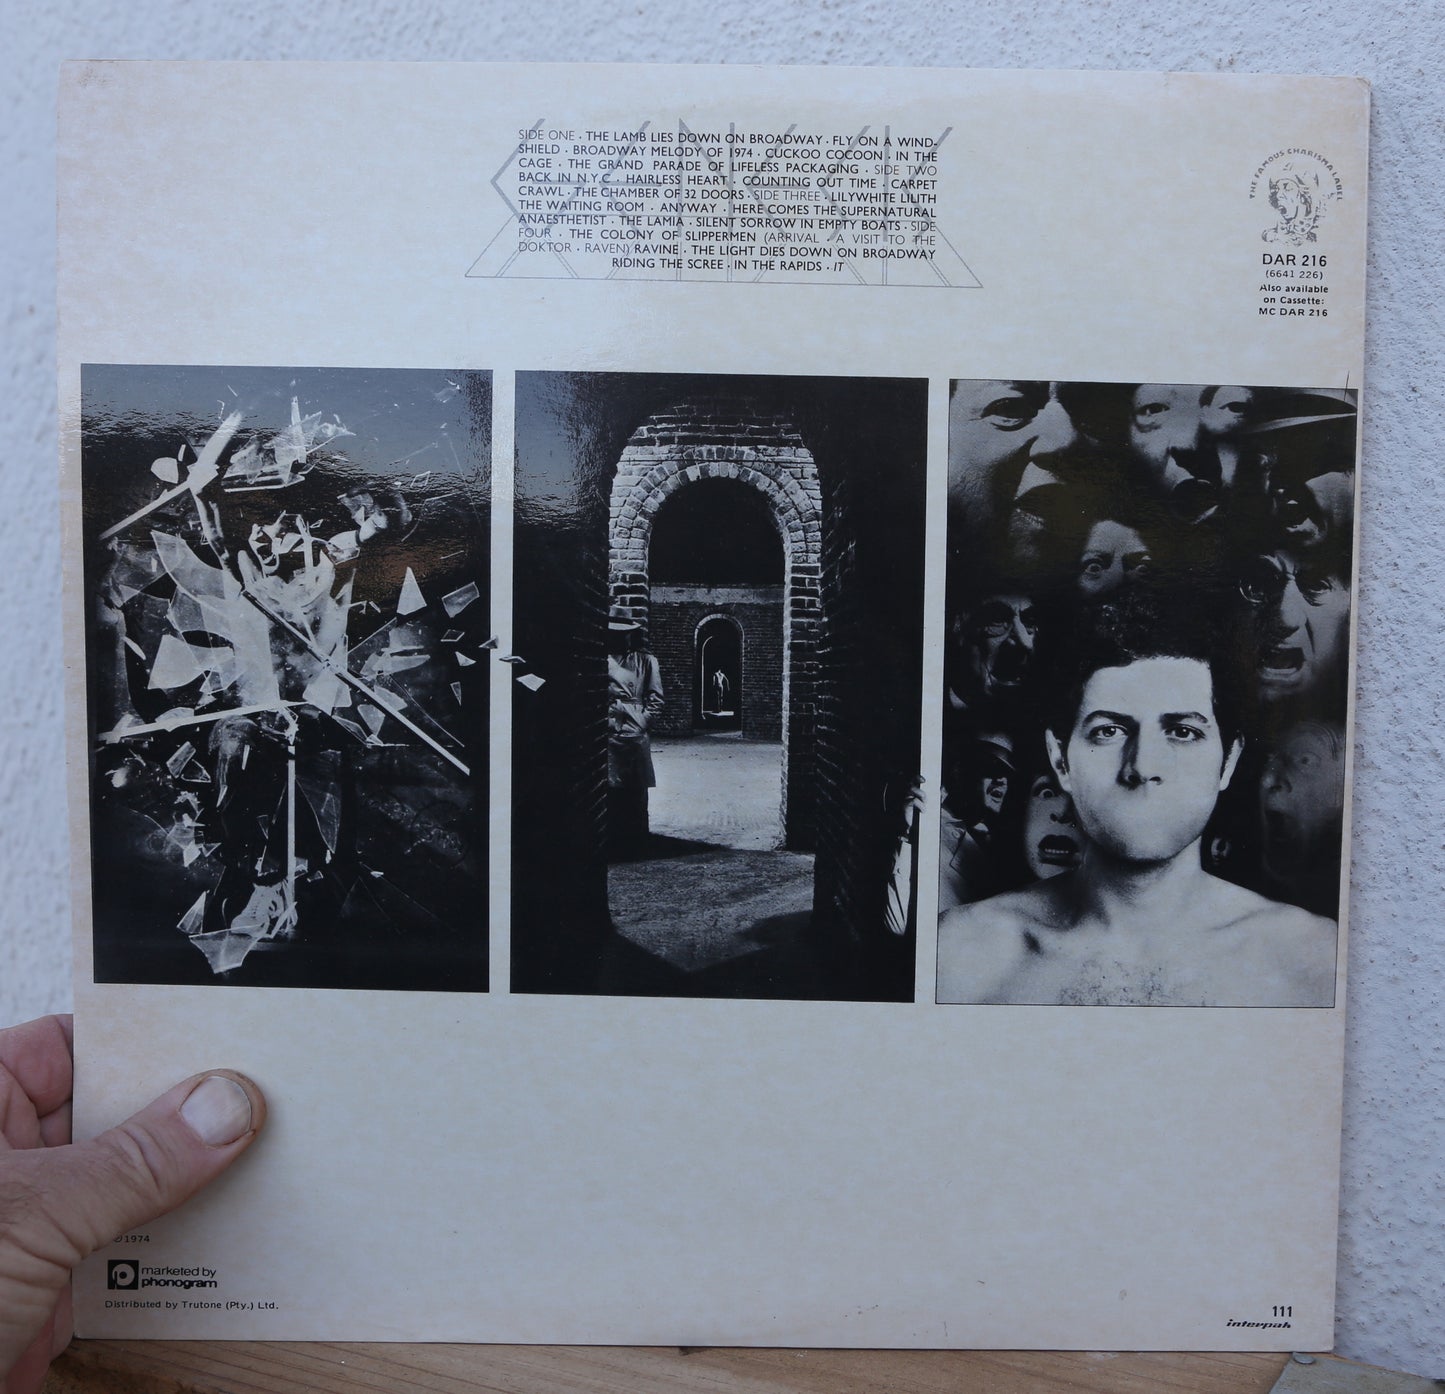 GENESIS
SIDE ONE · THE LAMB LIES DOWN ON BROADWAY · FLY ON A WIND-
SHIELD · BROADWAY MELODY OF 1974 · CUCKOO COCOON · IN THE
CAGE · THE GRAND PARADE OF LIFELESS PACKAGING · SIDE TWO
BACK IN N.Y.C · HAIRLESS HEART · COUNTING OUT TIME · CARPET
CRAWL · THE CHAMBER OF 32 DOORS · SIDE THREE · LILYWHITE LILITH
THE WAITING ROOM · ANYWAY · HERE COMES THE SUPERNATURAL
ANAESTHETIST · THE LAMIA · SILENT SORROW IN EMPTY BOATS · SIDE
FOUR · THE COLONY OF SLIPPERMEN (ARRIVAL · A VISIT TO THE
DOKTOR · RAVEN) RAVINE · THE LIGHT DIES DOWN ON BROADWAY
RIDING THE SCREE · IN THE RAPIDS · IT
THE FAMOUS CHARISMA LABEL
DAR 216
(6641 226)
Also available
on Cassette:
MC DAR 216
℗1974
marketed by
phonogram
Distributed by Trutone (Pty.) Ltd.
111
interpak